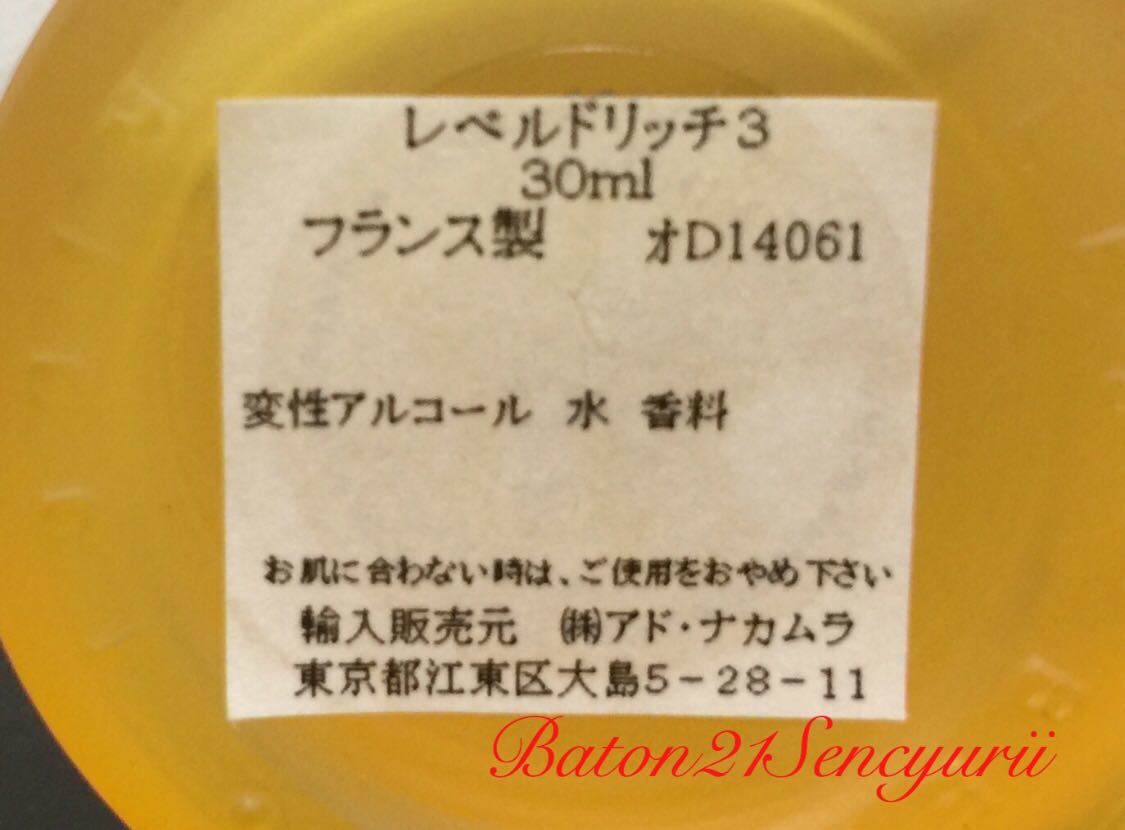 レベルドリッチ3
30ml
フランス製 オD14061
変性アルコール 水 香料
お肌に合わない時は、ご使用をおやめ下さい
輸入販売元 ㈱アド・ナカムラ
東京都江東区大島5-28-11
Baton21Sencyurii